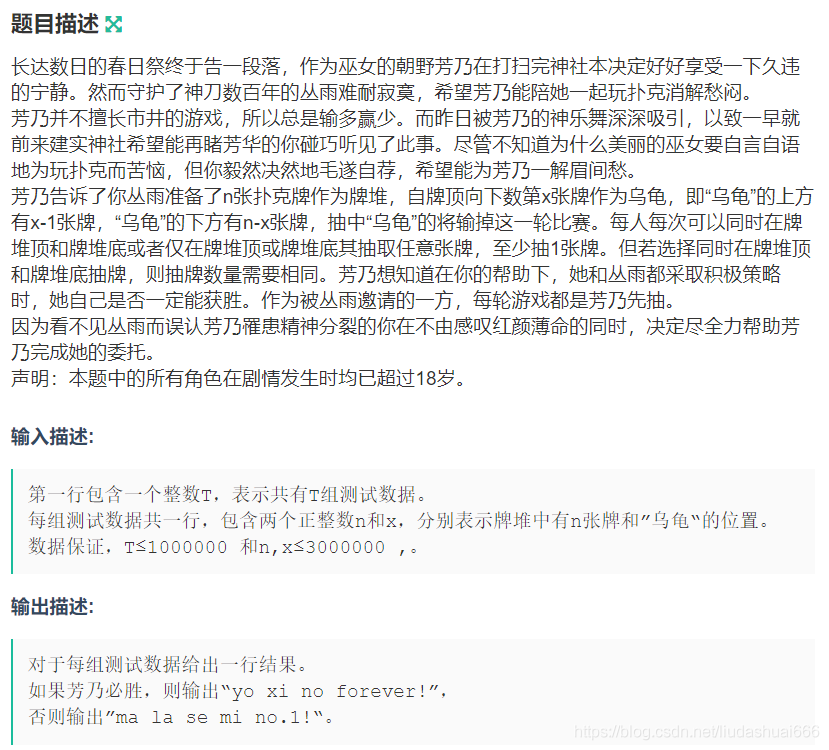 题目描述
长达数日的春日祭终于告一段落，作为巫女的朝野芳乃在打扫完神社本决定好好享受一下久违
的宁静。然而守护了神刀数百年的丛雨难耐寂寞，希望芳乃能陪她一起玩扑克消解愁闷。
芳乃并不擅长市井的游戏，所以总是输多赢少。而昨日被芳乃的神乐舞深深吸引，以致一早就
前来建实神社希望能再睹芳华的你碰巧听见了此事。尽管不知道为什么美丽的巫女要自言自语
地为玩扑克而苦恼，但你毅然决然地毛遂自荐，希望能为芳乃一解眉间愁。
芳乃告诉了你丛雨准备了n张扑克牌作为牌堆，自牌顶向下数第x张牌作为乌龟，即“乌龟”的上方
有x-1张牌，“乌龟”的下方有n-x张牌，抽中“乌龟”的将输掉这一轮比赛。每人每次可以同时在牌
堆顶和牌堆底或者仅在牌堆顶或牌堆底其抽取任意张牌，至少抽1张牌。但若选择同时在牌堆顶
和牌堆底抽牌，则抽牌数量需要相同。芳乃想知道在你的帮助下，她和丛雨都采取积极策略
时，她自己是否一定能获胜。作为被丛雨邀请的一方，每轮游戏都是芳乃先抽。
因为看不见丛雨而误认芳乃罹患精神分裂的你在不由感叹红颜薄命的同时，决定尽全力帮助芳
乃完成她的委托。
声明：本题中的所有角色在剧情发生时均已超过18岁。
输入描述:
第一行包含一个整数T，表示共有T组测试数据。
每组测试数据共一行，包含两个正整数n和x，分别表示牌堆中有n张牌和”乌龟“的位置。
数据保证，T≤1000000 和n,x≤3000000 ,。
输出描述:
对于每组测试数据给出一行结果。
如果芳乃必胜，则输出“yo xi no forever!”，
否则输出”ma la se mi no.1!“。
https://blog.csdn.net/liudashuai666